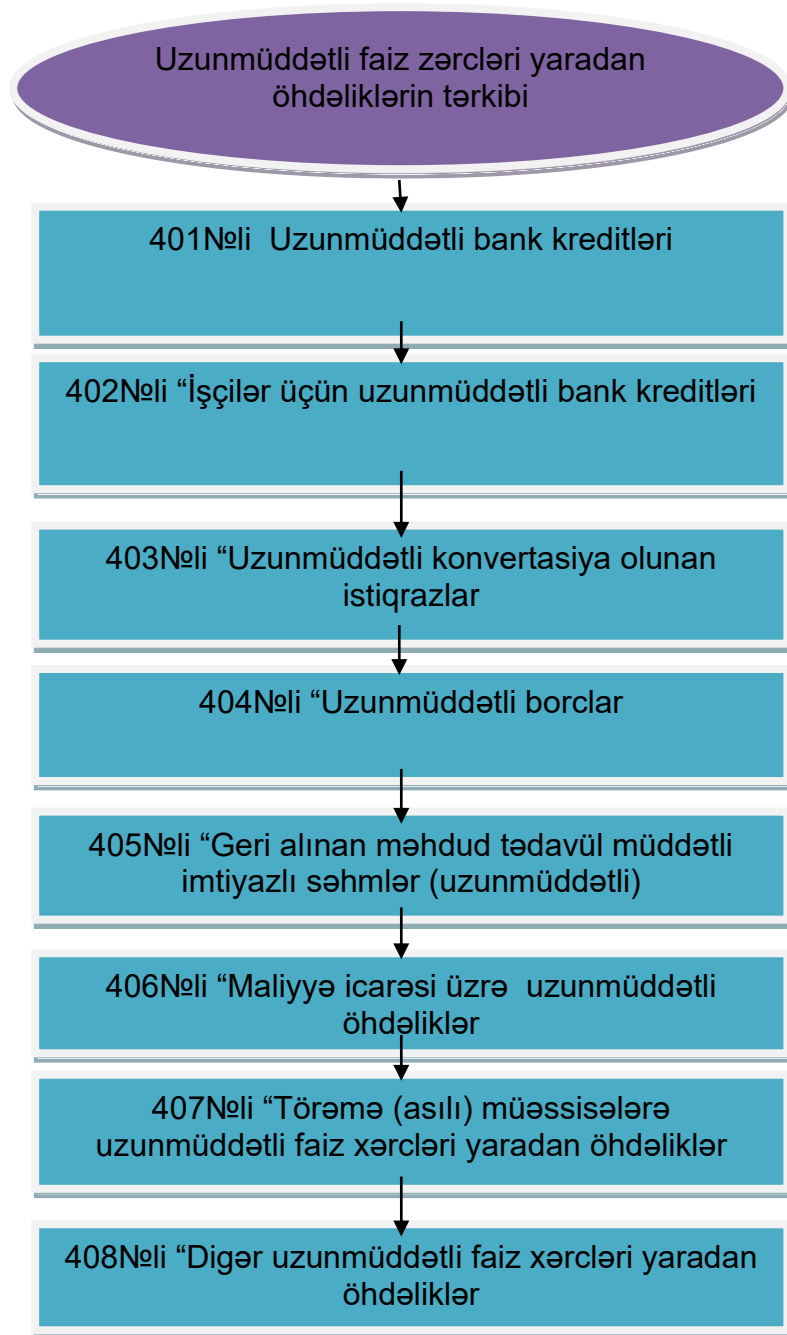 Uzunmüddətli faiz zərcləri yaradan
öhdəliklərin tərkibi
401№li Uzunmüddətli bank kreditləri
402№li “İşçilər üçün uzunmüddətli bank kreditləri
403№li “Uzunmüddətli konvertasiya olunan
istiqrazlar
404№li “Uzunmüddətli borclar
405№li “Geri alınan məhdud tədavül müddətli
imtiyazlı səhmlər (uzunmüddətli)
406№li “Maliyyə icarəsi üzrə uzunmüddətli
öhdəliklər
407№li “Törəmə (asılı) müəssisələrə
uzunmüddətli faiz xərcləri yaradan öhdəliklər
408№li “Digər uzunmüddətli faiz xərcləri yaradan
öhdəliklər